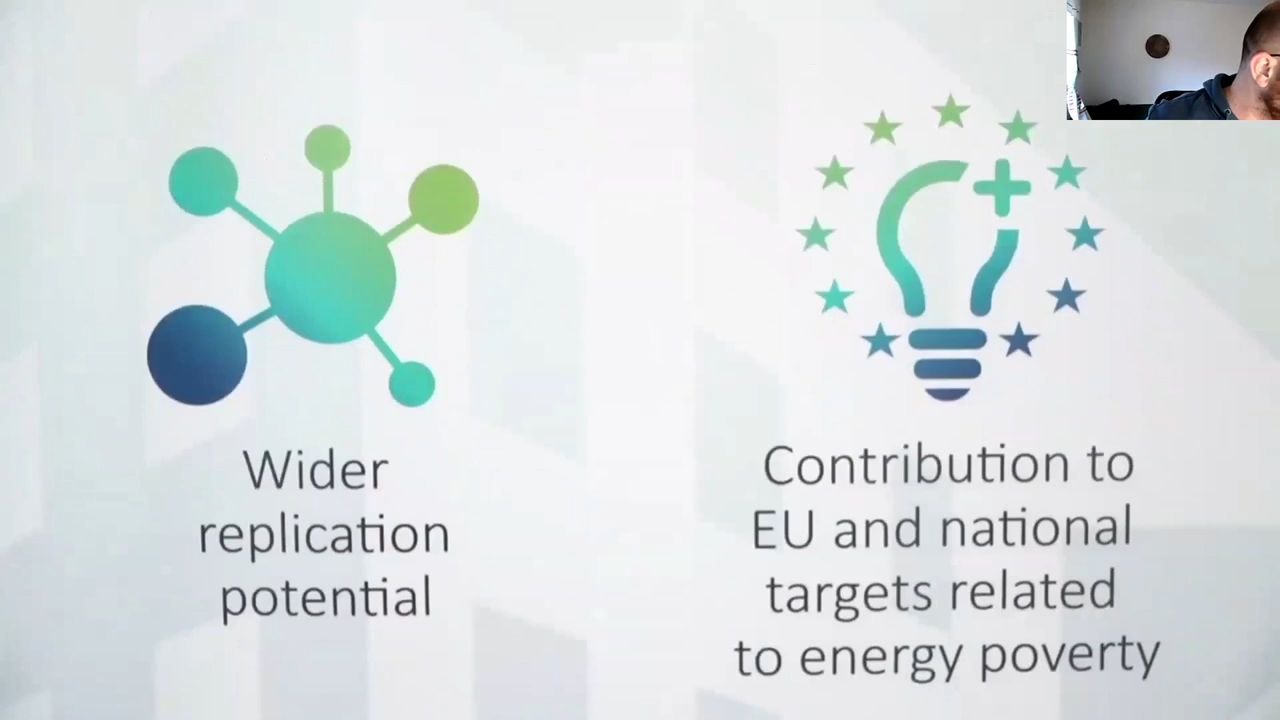 Wider
replication
potential
Contribution to
EU and national
targets related
to energy poverty